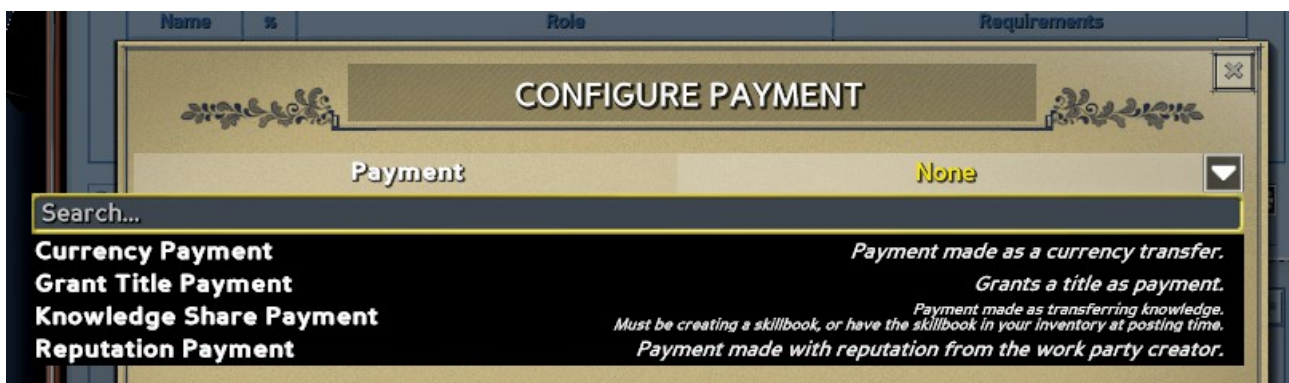 Name % Role Requirements
CONFIGURE PAYMENT
Payment None
Search...
Currency Payment Payment made as a currency transfer.
Grant Title Payment Grants a title as payment.
Knowledge Share Payment Payment made as transferring knowledge.
Must be creating a skillbook, or have the skillbook in your inventory at posting time.
Reputation Payment Payment made with reputation from the work party creator.